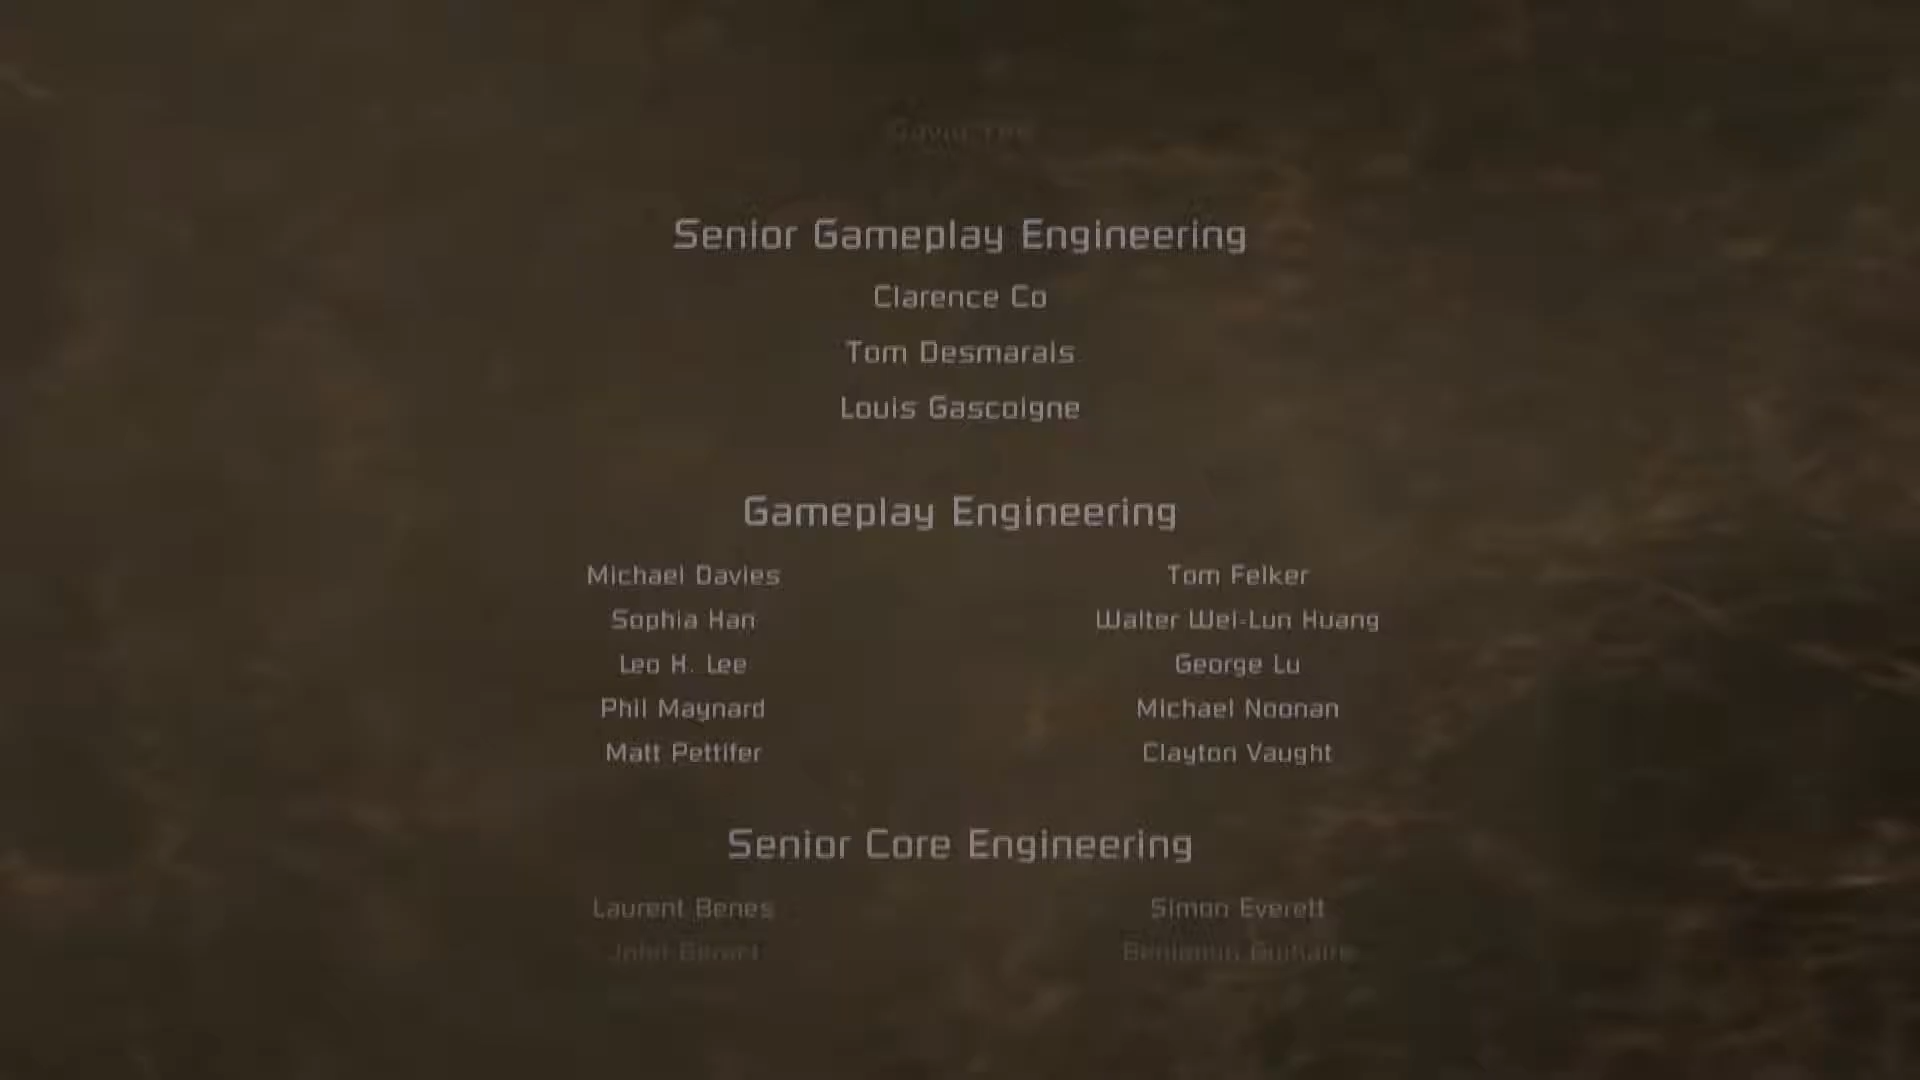 Senior Gameplay Engineering
Clarence Co
Tom Desmarais
Louis Gascoigne
Gameplay Engineering
Michael Davies Tom Felker
Sophia Han Walter Wei-Lun Huang
Leo H. Lee George Lu
Phil Maynard Michael Noonan
Matt Pettifer Clayton Vaught
Senior Core Engineering
Laurent Benes Simon Everett
John Benjamin